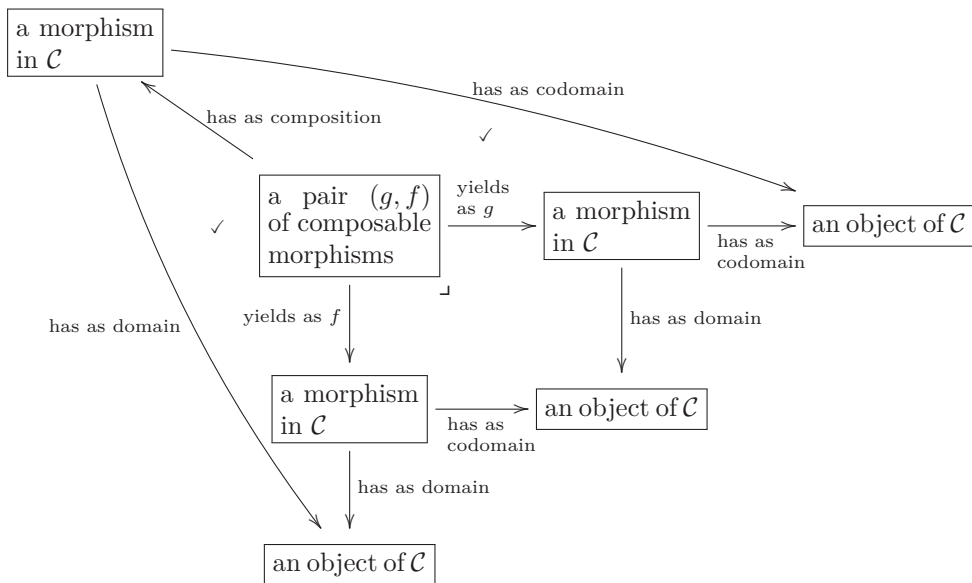 a morphism
in 𝒞
has as codomain
has as composition
✓
a pair (g, f)
of composable
morphisms
yields
as g
a morphism
in 𝒞
has as
codomain
an object of 𝒞
✓
yields as f
has as domain
has as domain
a morphism
in 𝒞
has as
codomain
an object of 𝒞
has as domain
an object of 𝒞